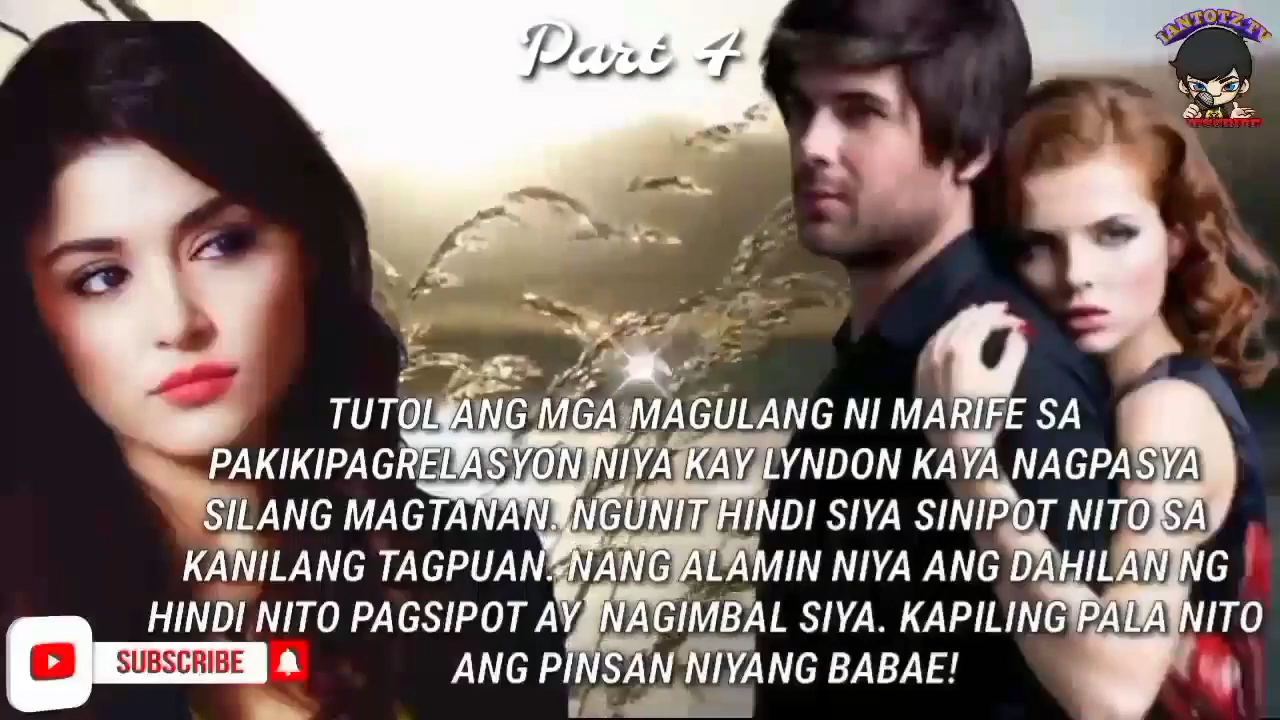 Part 4
IANTOTZ TV
TUTOL ANG MGA MAGULANG NI MARIFE SA
PAKIKIPAGRELASYON NIYA KAY LYNDON KAYA NAGPASYA
SILANG MAGTANAN. NGUNIT HINDI SIYA SINIPOT NITO SA
KANILANG TAGPUAN. NANG ALAMIN NIYA ANG DAHILAN NG
HINDI NITO PAGSIPOT AY NAGIMBAL SIYA. KAPILING PALA NITO
ANG PINSAN NIYANG BABAE!
SUBSCRIBE